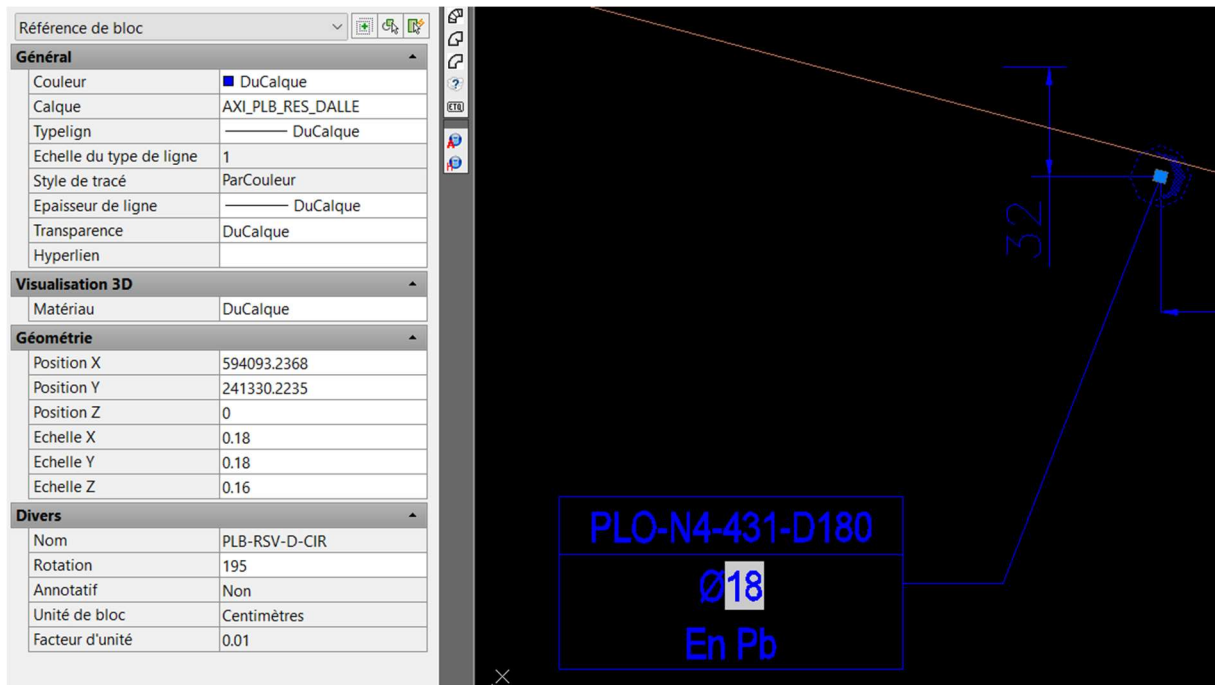 Référence de bloc
Général
Couleur DuCalque
Calque AXI_PLB_RES_DALLE
Typelign DuCalque
Echelle du type de ligne 1
Style de tracé ParCouleur
Epaisseur de ligne DuCalque
Transparence DuCalque
Hyperlien
Visualisation 3D
Matériau DuCalque
Géométrie
Position X 594093.2368
Position Y 241330.2235
Position Z 0
Echelle X 0.18
Echelle Y 0.18
Echelle Z 0.16
Divers
Nom PLB-RSV-D-CIR
Rotation 195
Annotatif Non
Unité de bloc Centimètres
Facteur d'unité 0.01
ETQ
32
PLO-N4-431-D180
Ø18
En Pb